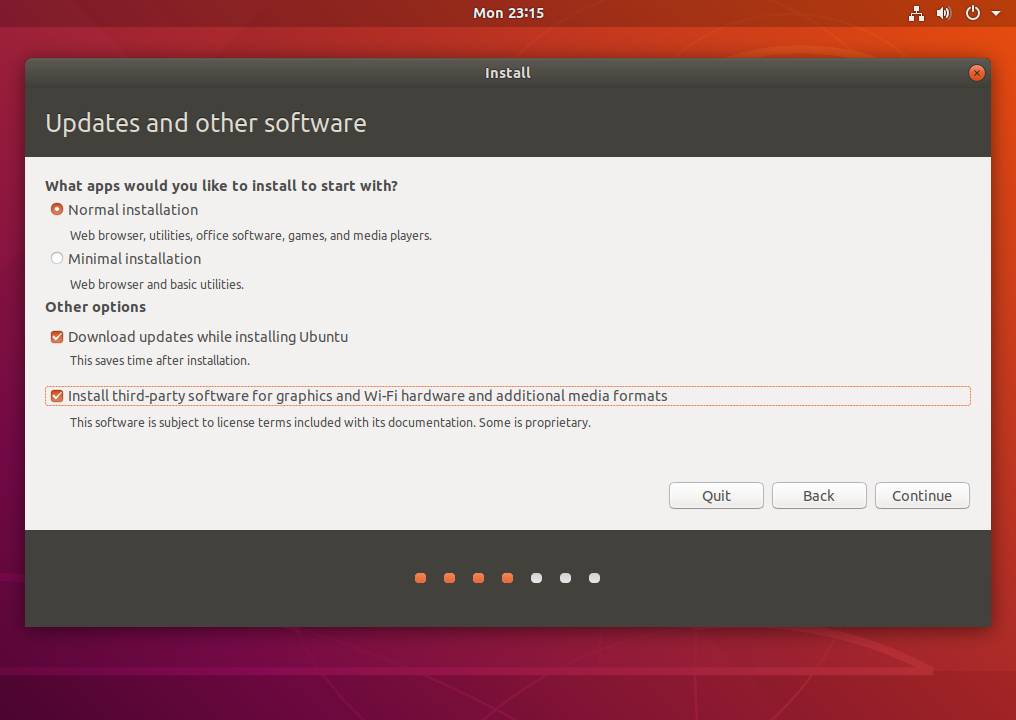 Mon 23:15
Install
Updates and other software
What apps would you like to install to start with?
Normal installation
Web browser, utilities, office software, games, and media players.
Minimal installation
Web browser and basic utilities.
Other options
Download updates while installing Ubuntu
This saves time after installation.
Install third-party software for graphics and Wi-Fi hardware and additional media formats
This software is subject to license terms included with its documentation. Some is proprietary.
Quit Back Continue